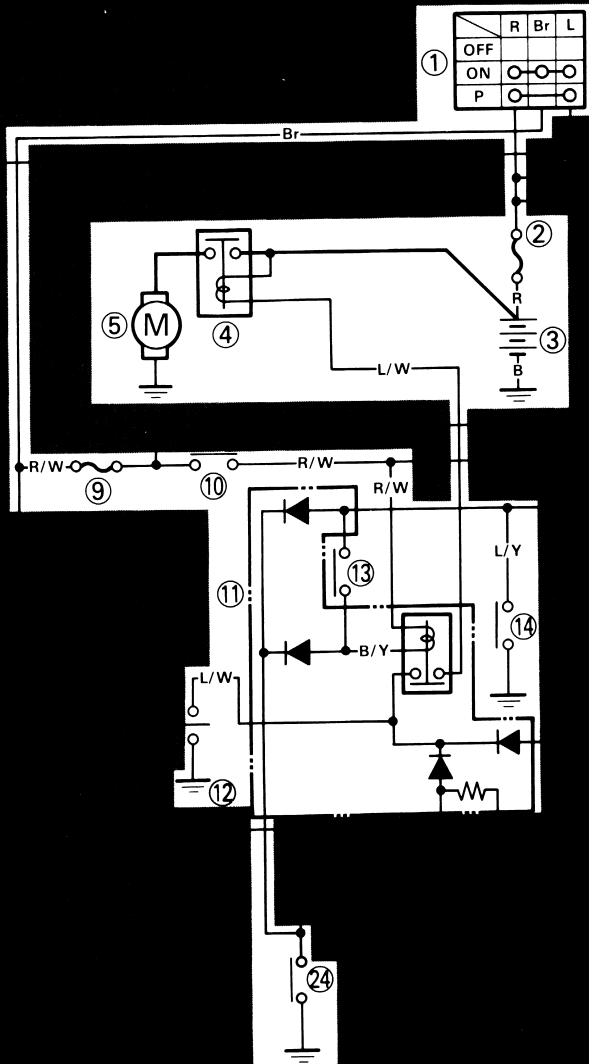 R Br L
OFF
① ON
P
Br
②
R
⑤ M ④ ③
L/W B
R/W R/W
⑨ ⑩ R/W
L/Y
⑪ ⑬
⑭
B/Y
L/W
⑫
㉔